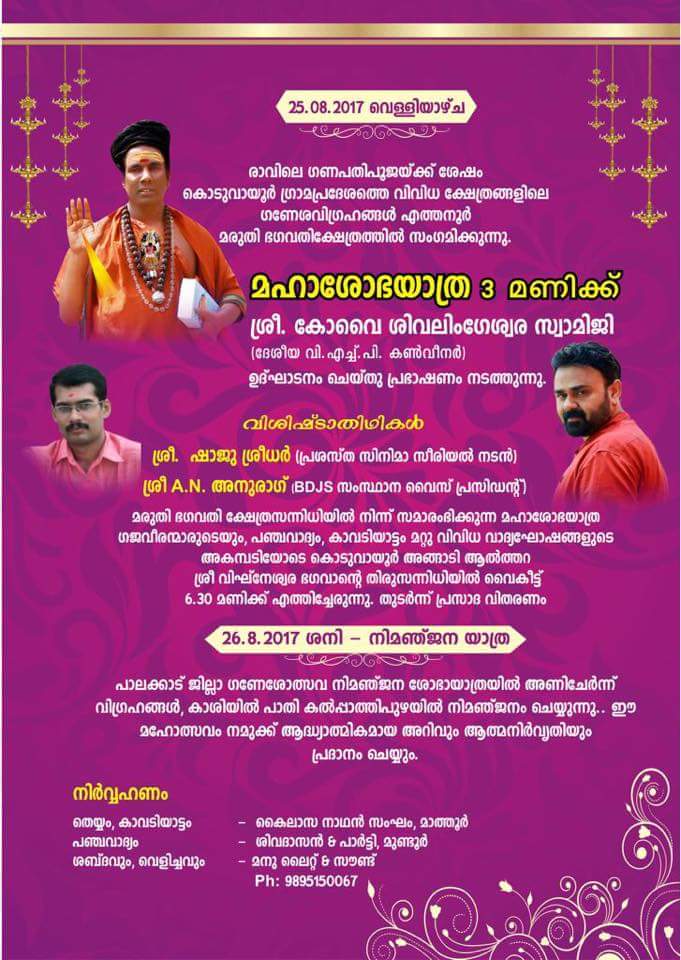 25.08.2017 വെള്ളിയാഴ്ച
രാവിലെ ഗണപതിപൂജയ്ക്ക് ശേഷം
കൊടുവായൂർ ഗ്രാമപ്രദേശത്തെ വിവിധ ക്ഷേത്രങ്ങളിലെ
ഗണേശവിഗ്രഹങ്ങൾ എത്തനൂർ
മരുതി ഭഗവതിക്ഷേത്രത്തിൽ സംഗമിക്കുന്നു.
മഹാശോഭയാത്ര 3 മണിക്ക്
ശ്രീ. കോവൈ ശിവലിംഗേശ്വര സ്വാമിജി
(ദേശീയ വി.എച്ച്.പി. കൺവീനർ)
ഉദ്ഘാടനം ചെയ്തു പ്രഭാഷണം നടത്തുന്നു.
വിശിഷ്ടാതിഥികൾ
ശ്രീ. ഷാജു ശ്രീധർ (പ്രശസ്ത സിനിമാ സീരിയൽ നടൻ)
ശ്രീ A.N. അനുരാഗ് (BDJS സംസ്ഥാന വൈസ് പ്രസിഡന്റ്)
മരുതി ഭഗവതി ക്ഷേത്രസന്നിധിയിൽ നിന്ന് സമാരംഭിക്കുന്ന മഹാശോഭയാത്ര
ഗജവീരന്മാരുടെയും, പഞ്ചവാദ്യം, കാവടിയാട്ടം മറ്റു വിവിധ വാദ്യഘോഷങ്ങളുടെ
അകമ്പടിയോടെ കൊടുവായൂർ അങ്ങാടി ആൽത്തറ
ശ്രീ വിഘ്നേശ്വര ഭഗവാന്റെ തിരുസന്നിധിയിൽ വൈകീട്ട്
6.30 മണിക്ക് എത്തിച്ചേരുന്നു. തുടർന്ന് പ്രസാദ വിതരണം
26.8.2017 ശനി – നിമഞ്ജന യാത്ര
പാലക്കാട് ജില്ലാ ഗണേശോത്സവ നിമഞ്ജന ശോഭായാത്രയിൽ അണിചേർന്ന്
വിഗ്രഹങ്ങൾ, കാശിയിൽ പാതി കൽപ്പാത്തിപുഴയിൽ നിമഞ്ജനം ചെയ്യുന്നു.. ഈ
മഹോത്സവം നമുക്ക് ആദ്ധ്യാത്മികമായ അറിവും ആത്മനിർവൃതിയും
പ്രദാനം ചെയ്യും.
നിർവ്വഹണം
തെയ്യം, കാവടിയാട്ടം – കൈലാസ നാഥൻ സംഘം, മാത്തൂർ
പഞ്ചവാദ്യം – ശിവദാസൻ & പാർട്ടി, മുണ്ടൂർ
ശബ്ദവും, വെളിച്ചവും – മനു ലൈറ്റ് & സൗണ്ട്
Ph: 9895150067